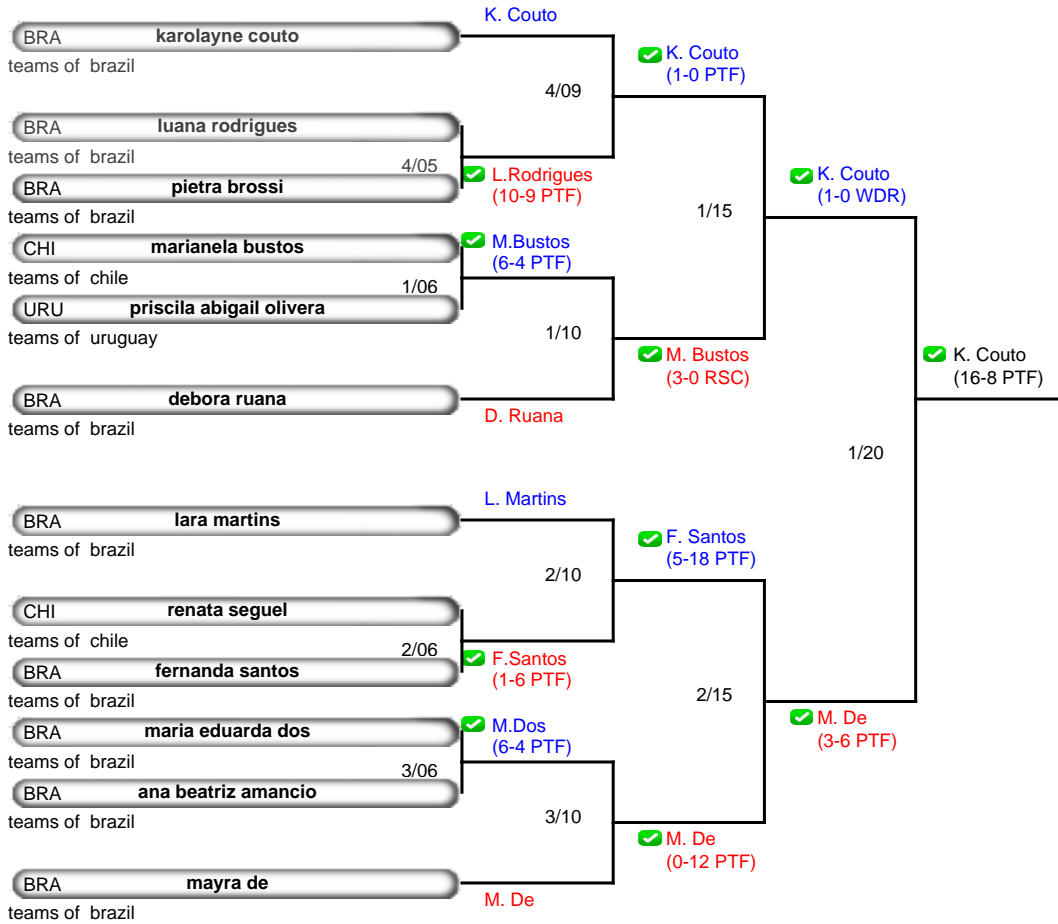 K. Couto
BRA karolayne couto
teams of brazil
K. Couto
(1-0 PTF)
4/09
BRA luana rodrigues
teams of brazil
4/05
L.Rodrigues
(10-9 PTF)
BRA pietra brossi
teams of brazil
K. Couto
(1-0 WDR)
1/15
CHI marianela bustos
teams of chile
M.Bustos
(6-4 PTF)
1/06
URU priscila abigail olivera
teams of uruguay
1/10
M. Bustos
(3-0 RSC)
K. Couto
(16-8 PTF)
BRA debora ruana
teams of brazil
D. Ruana
1/20
L. Martins
BRA lara martins
teams of brazil
F. Santos
(5-18 PTF)
2/10
CHI renata seguel
teams of chile
2/06
F.Santos
(1-6 PTF)
BRA fernanda santos
teams of brazil
2/15
M. De
(3-6 PTF)
BRA maria eduarda dos
teams of brazil
M.Dos
(6-4 PTF)
3/06
BRA ana beatriz amancio
teams of brazil
3/10
M. De
(0-12 PTF)
BRA mayra de
teams of brazil
M. De